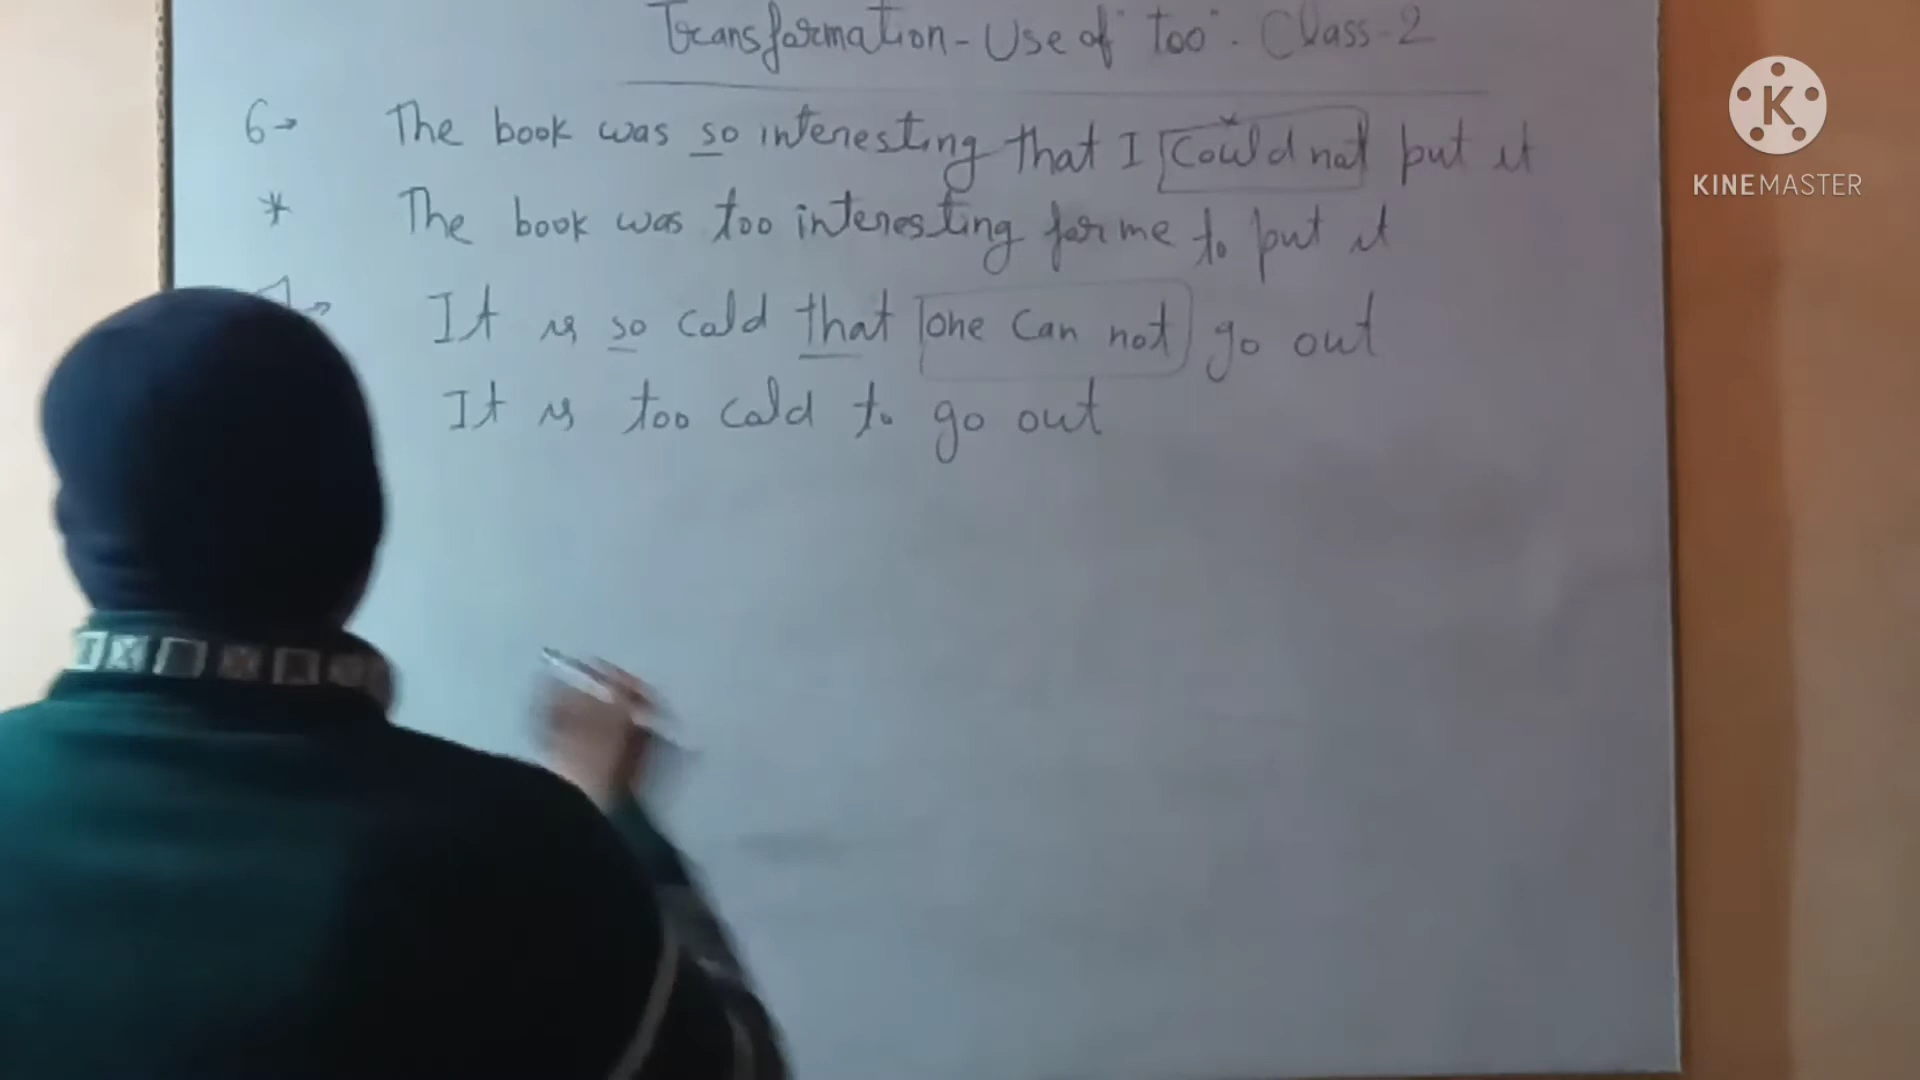 Transformation - Use of "too". Class-2
6→ The book was so interesting that I could not put it
* The book was too interesting for me to put it
It is so cold that one can not go out
It is too cold to go out
K
KINEMASTER